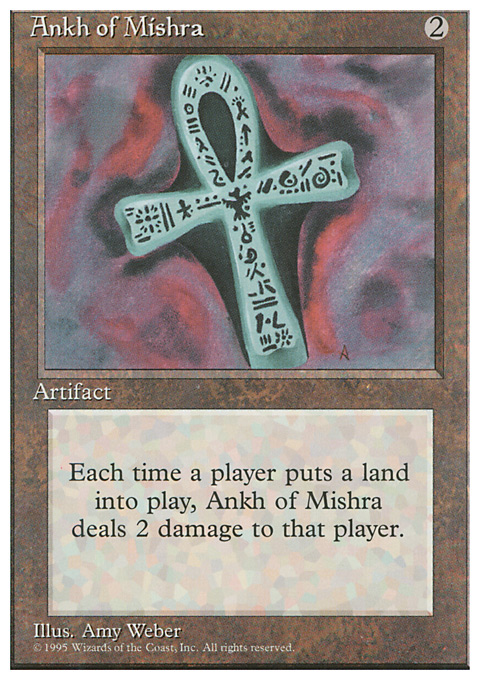 Ankh of Mishra
2
Artifact
Each time a player puts a land
into play, Ankh of Mishra
deals 2 damage to that player.
Illus. Amy Weber
© 1995 Wizards of the Coast, Inc. All rights reserved.